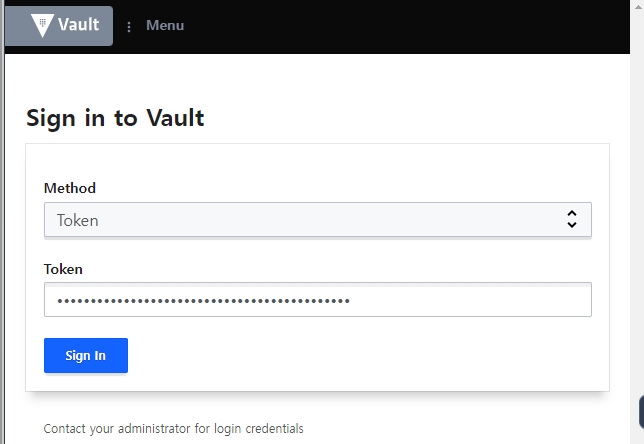 Vault
Menu
Sign in to Vault
Method
Token
Token
••••••••••••••••••••••••••••••••••••••••••••
Sign In
Contact your administrator for login credentials